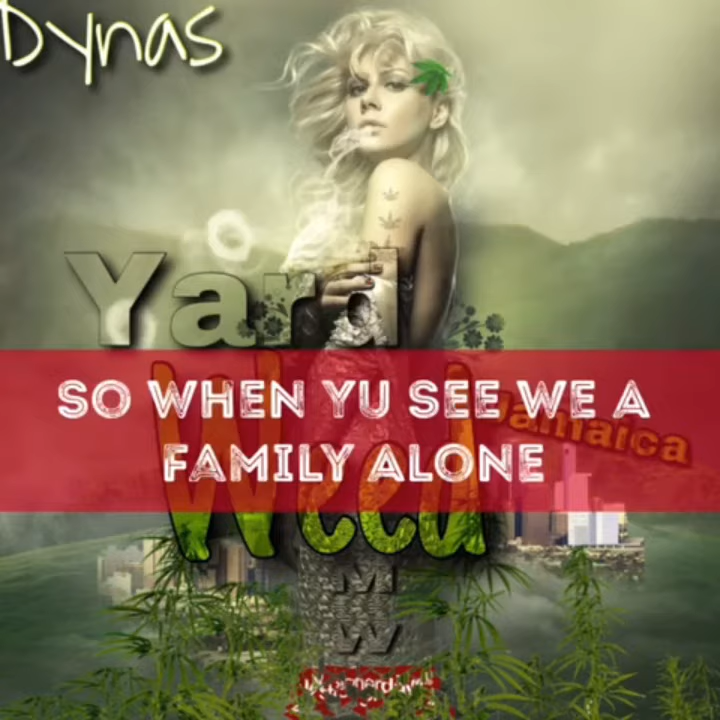 Dynas
Yard
SO WHEN YU SEE WE A
FAMILY ALONE
Jamaica
Weed
M
W